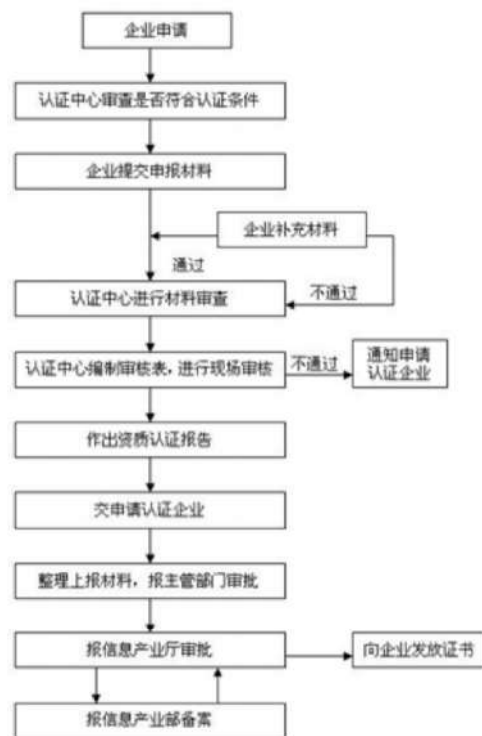 企业申请
认证中心审查是否符合认证条件
企业提交申报材料
企业补充材料
通过
不通过
认证中心进行材料审查
认证中心编制审核表，进行现场审核
不通过
通知申请
认证企业
作出资质认证报告
交申请认证企业
整理上报材料，报主管部门审批
报信息产业厅审批
向企业发放证书
报信息产业部备案